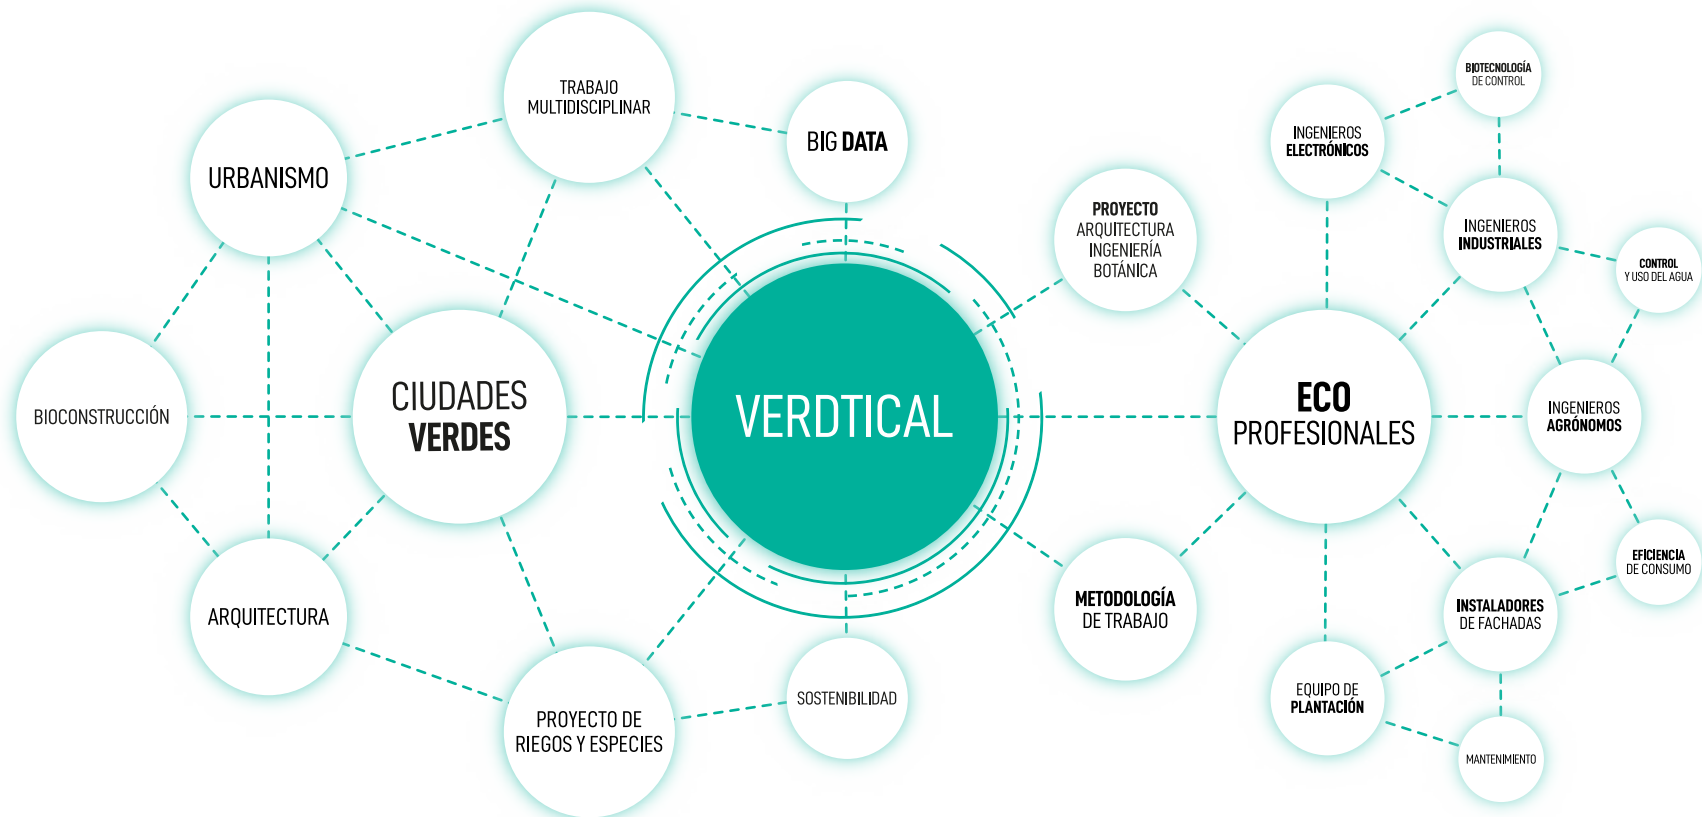 TRABAJO
MULTIDISCIPLINAR
BIG DATA
URBANISMO
CIUDADES
VERDES
BIOCONSTRUCCIÓN
ARQUITECTURA
PROYECTO DE
RIEGOS Y ESPECIES
SOSTENIBILIDAD
VERDTICAL
PROYECTO
ARQUITECTURA
INGENIERÍA
BOTÁNICA
METODOLOGÍA
DE TRABAJO
ECO
PROFESIONALES
INGENIEROS
ELECTRÓNICOS
BIOTECNOLOGÍA
DE CONTROL
INGENIEROS
INDUSTRIALES
CONTROL
Y USO DEL AGUA
INGENIEROS
AGRÓNOMOS
EFICIENCIA
DE CONSUMO
INSTALADORES
DE FACHADAS
EQUIPO DE
PLANTACIÓN
MANTENIMIENTO